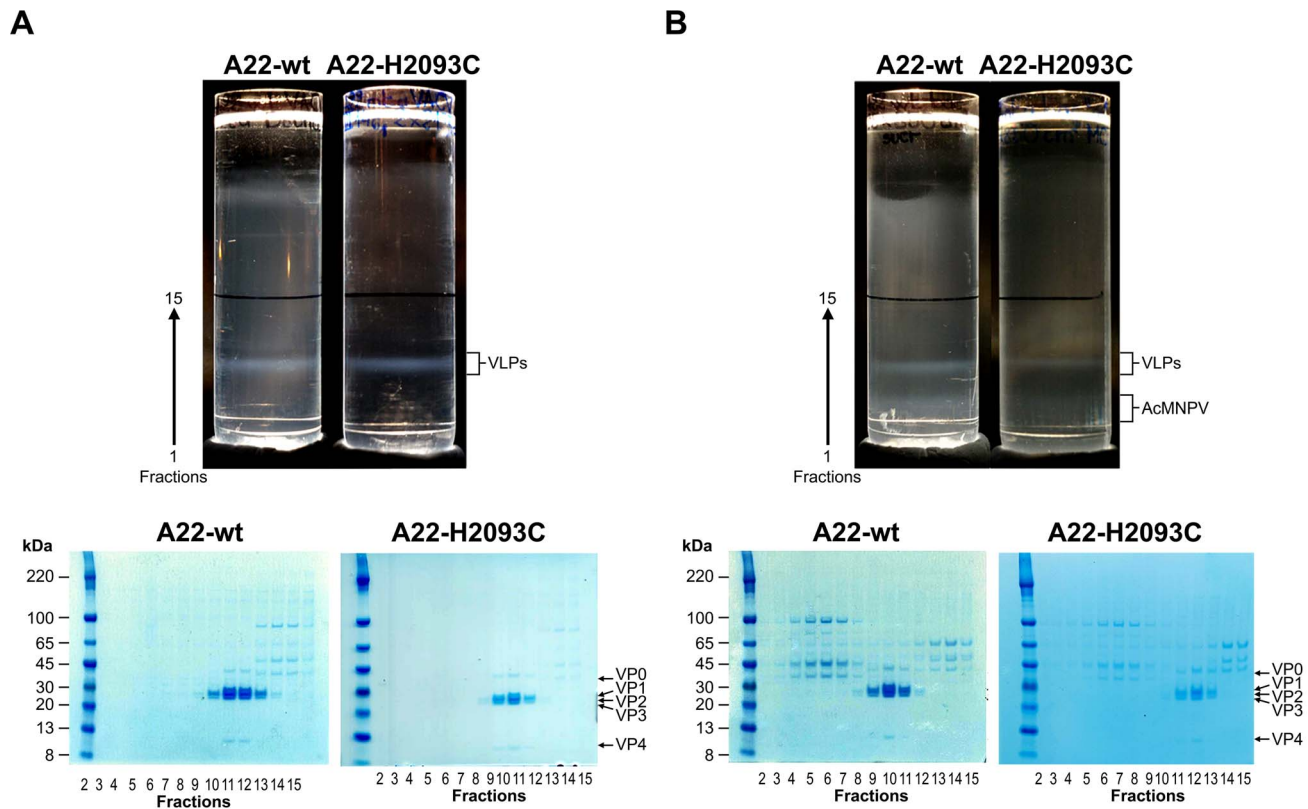 A
B
A22-wt A22-H2093C
A22-wt A22-H2093C
15
1
Fractions
VLPs
suct
15
1
Fractions
VLPs
AcMNPV
A22-wt
A22-H2093C
kDa
220
100
65
45
30
20
13
8
VP0
VP1
VP2
VP3
VP4
2 3 4 5 6 7 8 9 10 11 12 13 14 15
2 3 4 5 6 7 8 9 10 11 12 13 14 15
Fractions
Fractions
A22-wt
A22-H2093C
kDa
220
100
65
45
30
20
13
8
VP0
VP1
VP2
VP3
VP4
2 3 4 5 6 7 8 9 10 11 12 13 14 15
2 3 4 5 6 7 8 9 10 11 12 13 14 15
Fractions
Fractions